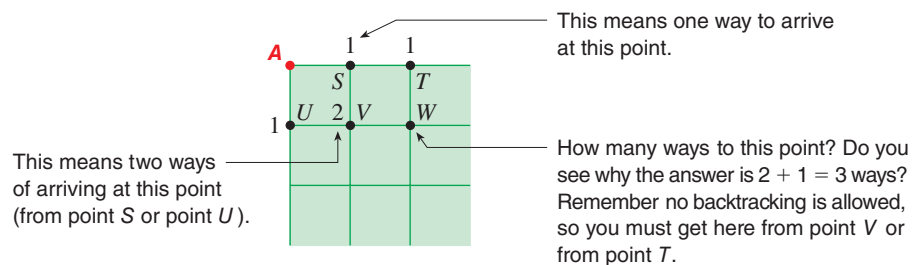 This means one way to arrive
at this point.
A
1
1
S
T
1
U
2
V
W
This means two ways
of arriving at this point
(from point S or point U ).
How many ways to this point? Do you
see why the answer is 2 + 1 = 3 ways?
Remember no backtracking is allowed,
so you must get here from point V or
from point T.